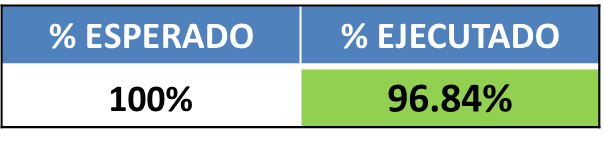 % ESPERADO % EJECUTADO
100% 96.84%